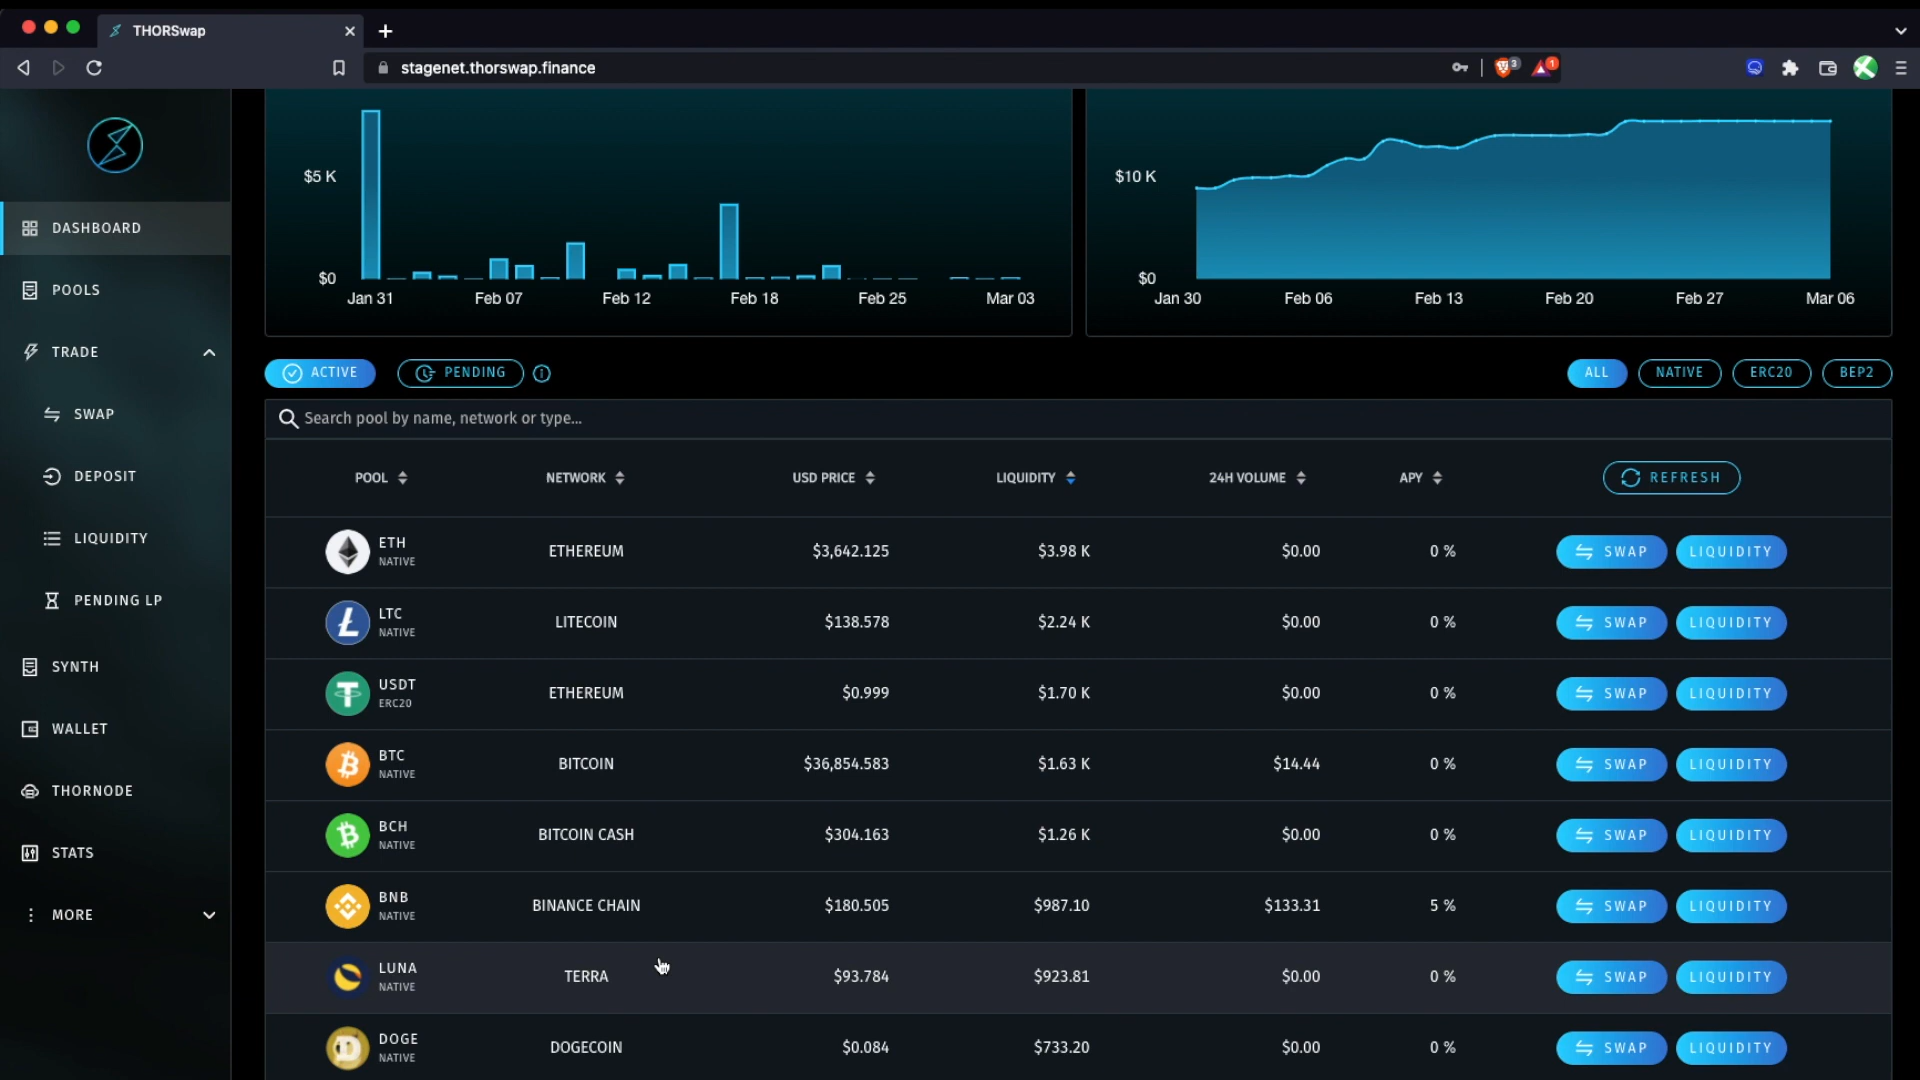 THORSwap
stagenet.thorswap.finance
3
1
DASHBOARD
POOLS
TRADE
SWAP
DEPOSIT
LIQUIDITY
PENDING LP
SYNTH
WALLET
THORNODE
STATS
MORE
$5 K
$0
Jan 31 Feb 07 Feb 12 Feb 18 Feb 25 Mar 03
$10 K
$0
Jan 30 Feb 06 Feb 13 Feb 20 Feb 27 Mar 06
ACTIVE PENDING ALL NATIVE ERC20 BEP2
Search pool by name, network or type...
POOL NETWORK USD PRICE LIQUIDITY 24H VOLUME APY REFRESH
ETH
NATIVE
ETHEREUM $3,642.125 $3.98 K $0.00 0 % SWAP LIQUIDITY
LTC
NATIVE
LITECOIN $138.578 $2.24 K $0.00 0 % SWAP LIQUIDITY
USDT
ERC20
ETHEREUM $0.999 $1.70 K $0.00 0 % SWAP LIQUIDITY
BTC
NATIVE
BITCOIN $36,854.583 $1.63 K $14.44 0 % SWAP LIQUIDITY
BCH
NATIVE
BITCOIN CASH $304.163 $1.26 K $0.00 0 % SWAP LIQUIDITY
BNB
NATIVE
BINANCE CHAIN $180.505 $987.10 $133.31 5 % SWAP LIQUIDITY
LUNA
NATIVE
TERRA $93.784 $923.81 $0.00 0 % SWAP LIQUIDITY
DOGE
NATIVE
DOGECOIN $0.084 $733.20 $0.00 0 % SWAP LIQUIDITY